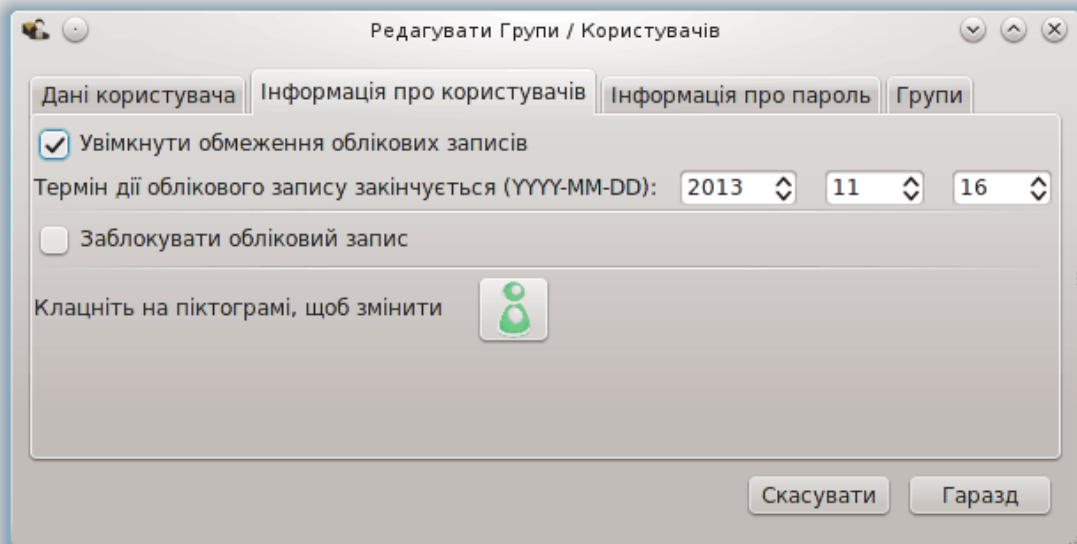 Редагувати Групи / Користувачів
Дані користувача Інформація про користувачів Інформація про пароль Групи
Увімкнути обмеження облікових записів
Термін дії облікового запису закінчується (YYYY-MM-DD): 2013 11 16
Заблокувати обліковий запис
Клацніть на піктограмі, щоб змінити
Скасувати Гаразд